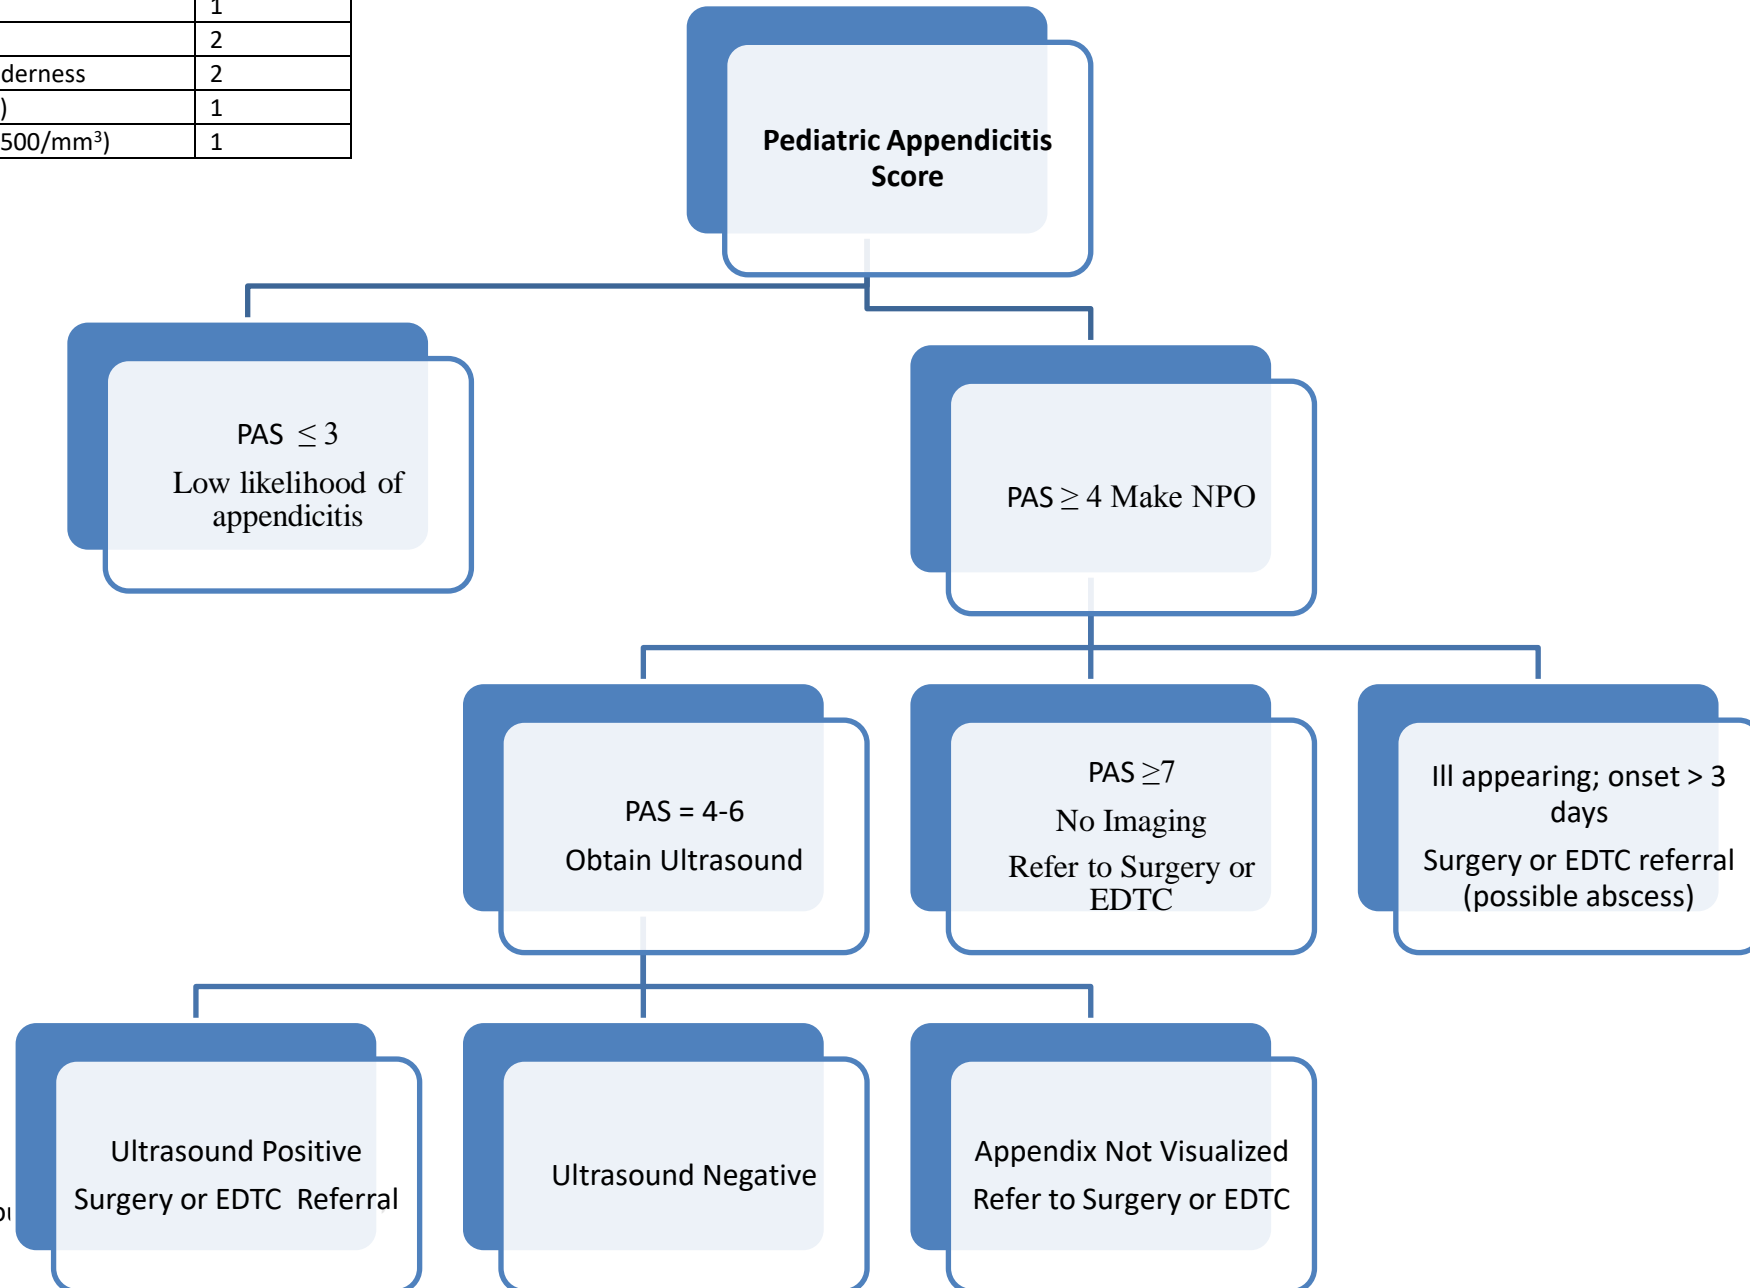 1
2
derness 2
) 1
500/mm³) 1
Pediatric Appendicitis
Score
PAS ≤ 3
Low likelihood of
appendicitis
PAS ≥ 4 Make NPO
PAS = 4-6
Obtain Ultrasound
PAS ≥7
No Imaging
Refer to Surgery or
EDTC
Ill appearing; onset > 3
days
Surgery or EDTC referral
(possible abscess)
Ultrasound Positive
Surgery or EDTC Referral
Ultrasound Negative
Appendix Not Visualized
Refer to Surgery or EDTC